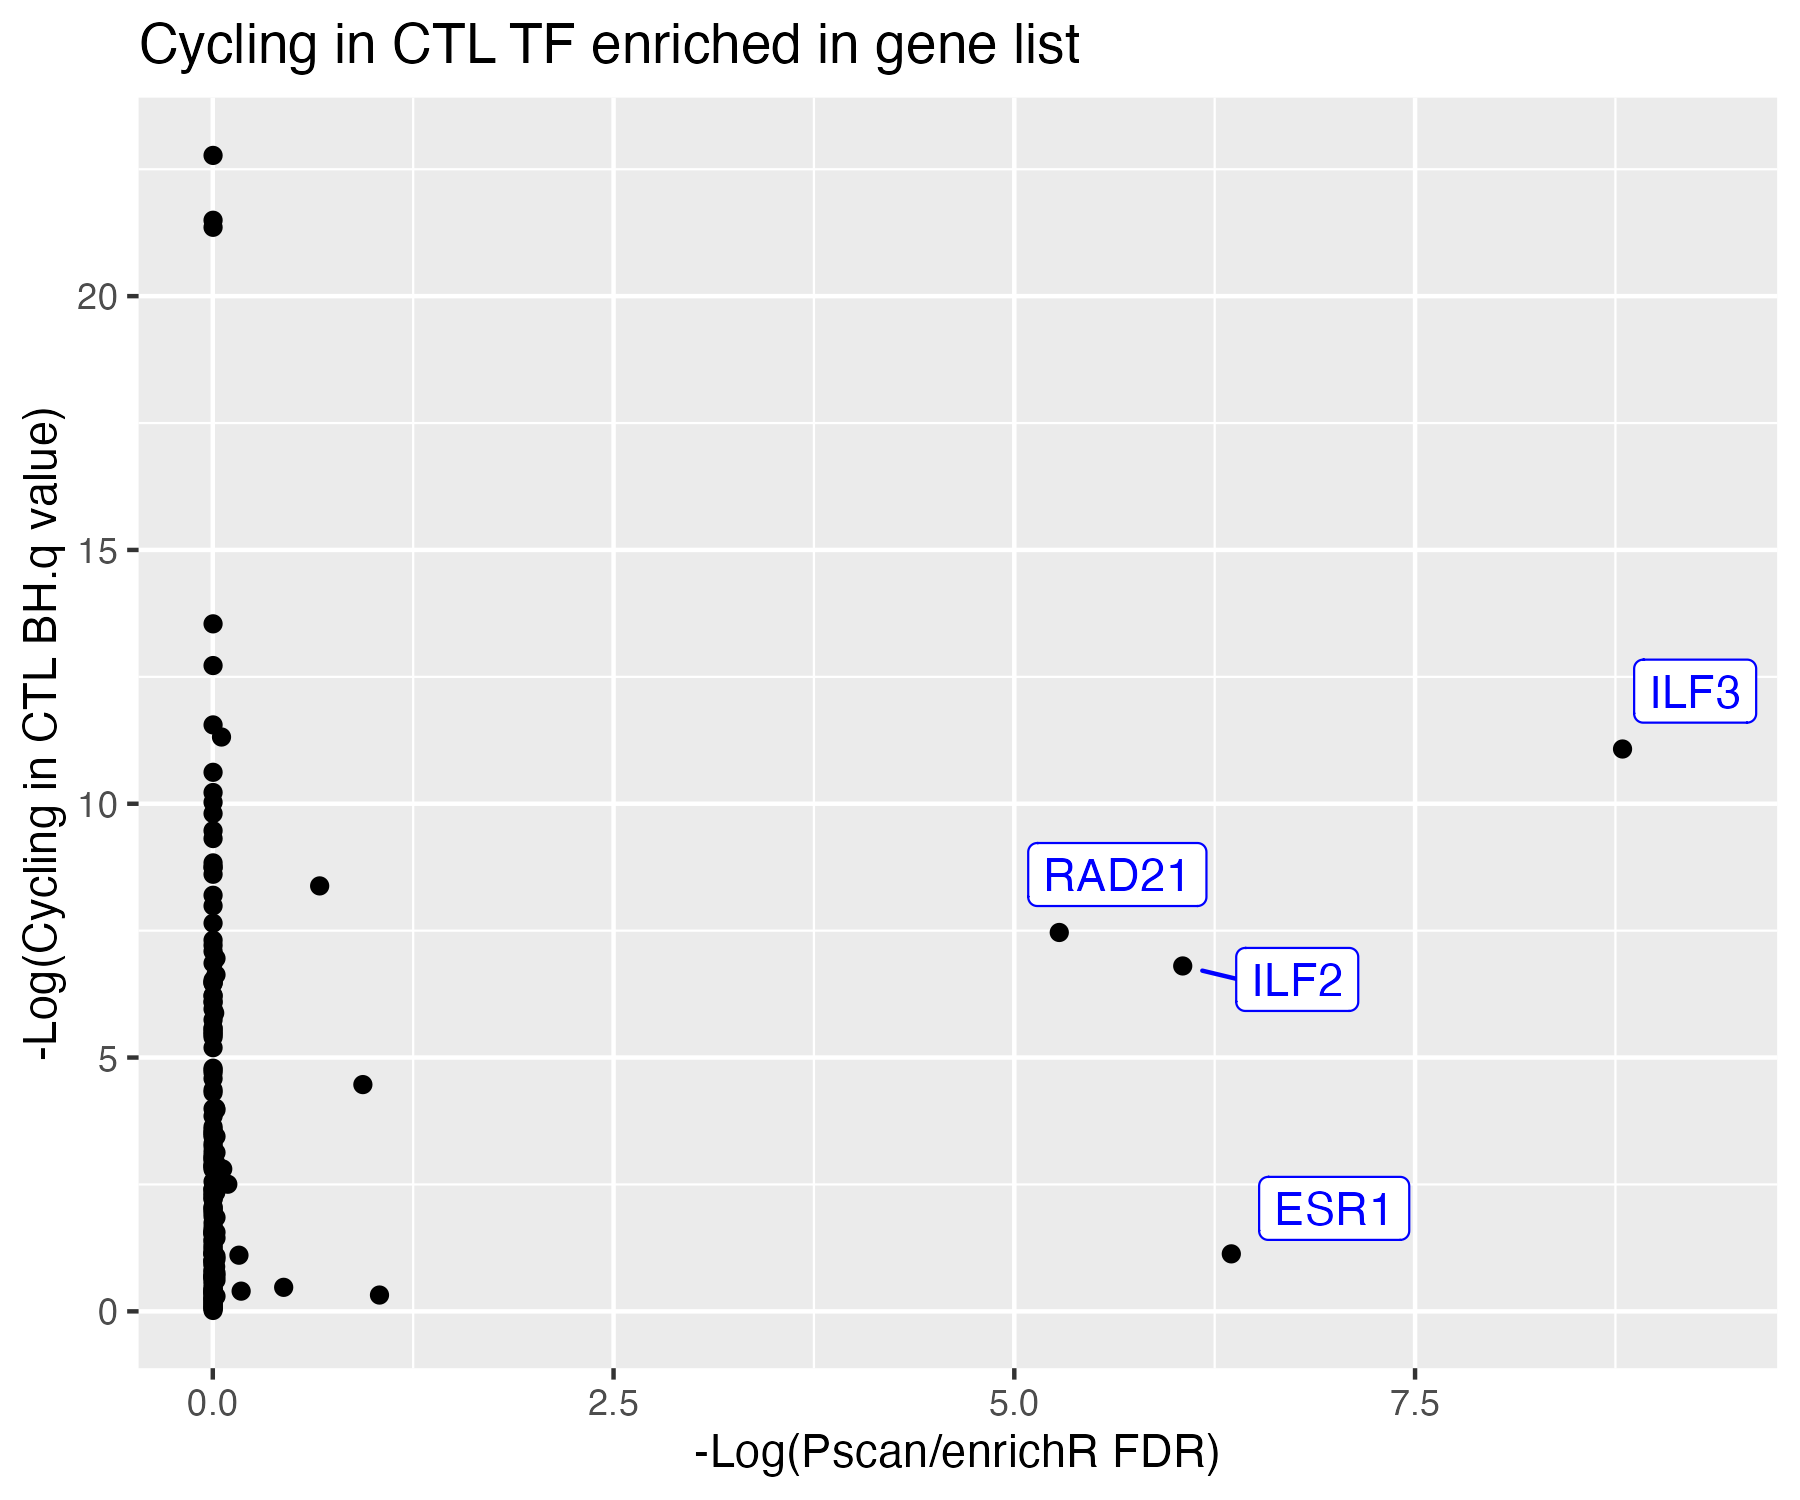 Cycling in CTL TF enriched in gene list
-Log(Cycling in CTL BH.q value)
20
15
10
5
0
ILF3
RAD21
ILF2
ESR1
0.0 2.5 5.0 7.5
-Log(Pscan/enrichR FDR)